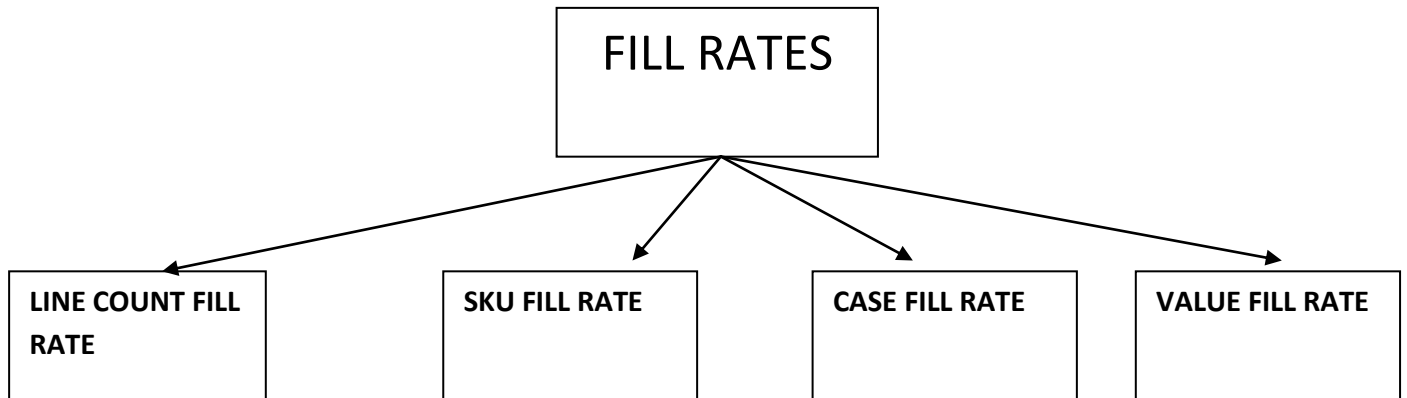 FILL RATES
LINE COUNT FILL
RATE
SKU FILL RATE
CASE FILL RATE
VALUE FILL RATE